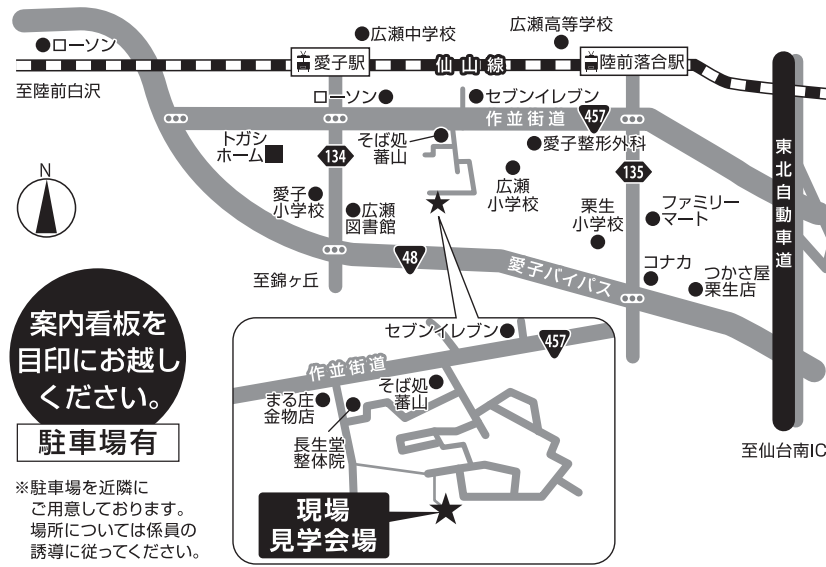 広瀬中学校
広瀬高等学校
ローソン
愛子駅
仙山線
陸前落合駅
至陸前白沢
ローソン
セブンイレブン
作並街道
457
そば処
蕃山
愛子整形外科
トガシ
ホーム
134
135
東北自動車道
N
愛子
小学校
広瀬
図書館
広瀬
小学校
栗生
小学校
ファミリー
マート
48
愛子バイパス
コナカ
つかさ屋
栗生店
至錦ヶ丘
案内看板を
目印にお越し
ください。
駐車場有
※駐車場を近隣に
ご用意しております。
場所については係員の
誘導に従ってください。
セブンイレブン
457
作並街道
そば処
蕃山
まる庄
金物店
長生堂
整体院
現場
見学会場
至仙台南IC